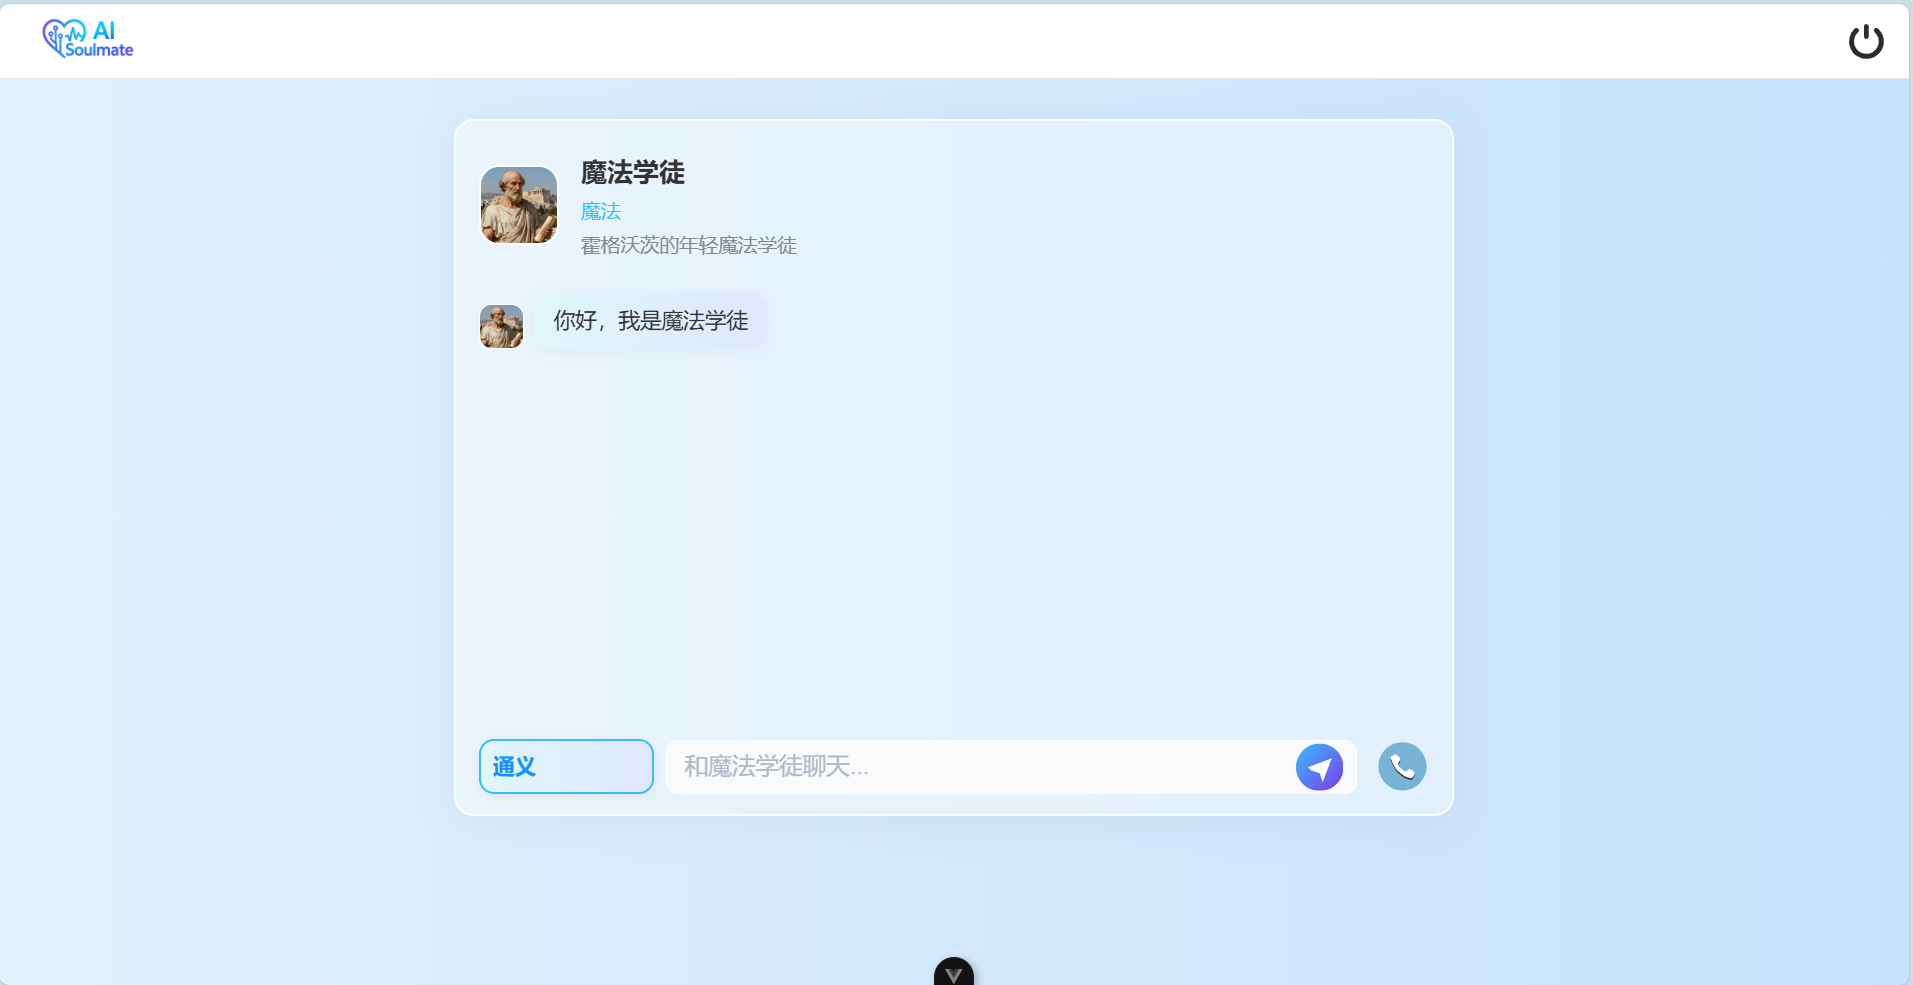 AI
Soulmate
魔法学徒
魔法
霍格沃茨的年轻魔法学徒
你好，我是魔法学徒
通义
和魔法学徒聊天...